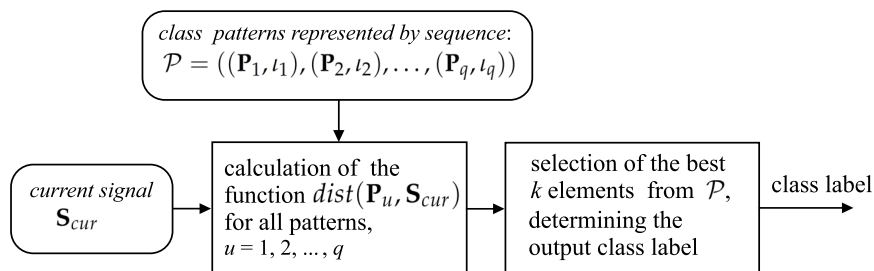 class patterns represented by sequence:
𝒫 = ((P₁, ι₁), (P₂, ι₂), . . . , (P_q, ι_q))
current signal
S_cur
calculation of the
function dist(P_u, S_cur)
for all patterns,
u = 1, 2, ..., q
selection of the best
k elements from 𝒫,
determining the
output class label
class label